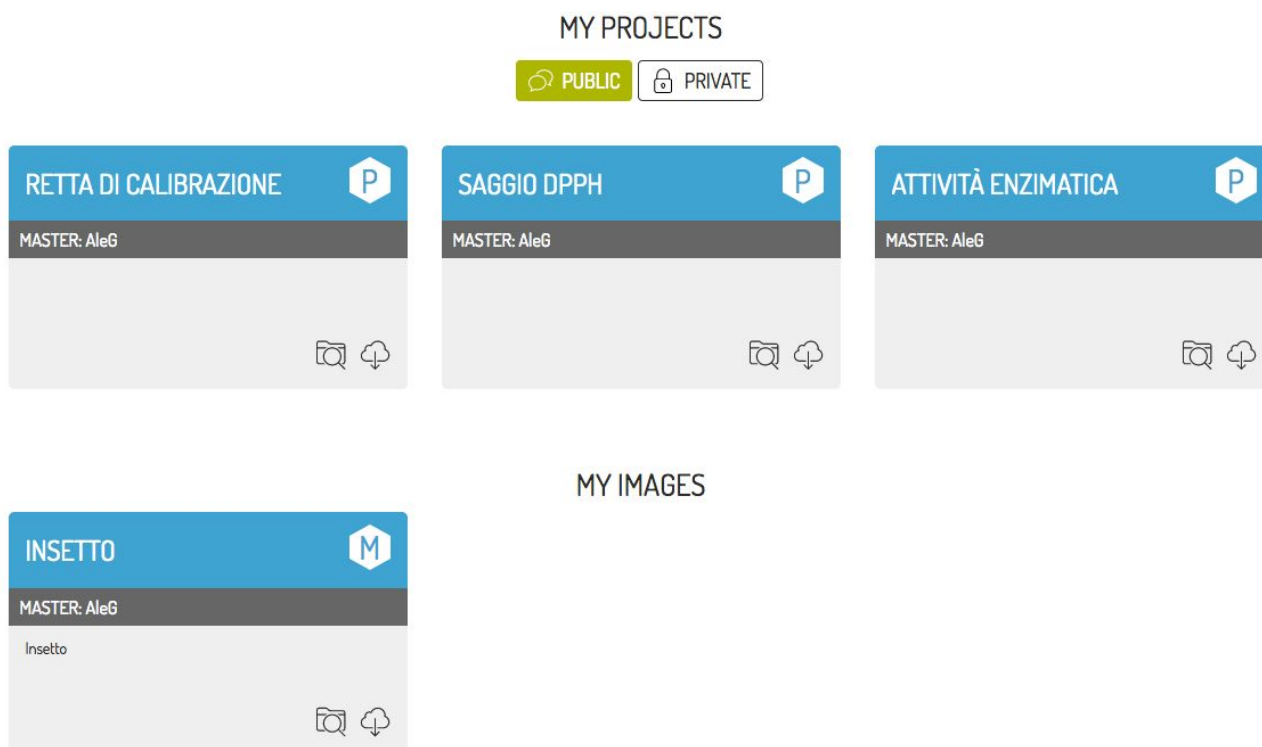 MY PROJECTS
PUBLIC PRIVATE
RETTA DI CALIBRAZIONE P
MASTER: AleG
SAGGIO DPPH P
MASTER: AleG
ATTIVITÀ ENZIMATICA P
MASTER: AleG
MY IMAGES
INSETTO M
MASTER: AleG
Insetto